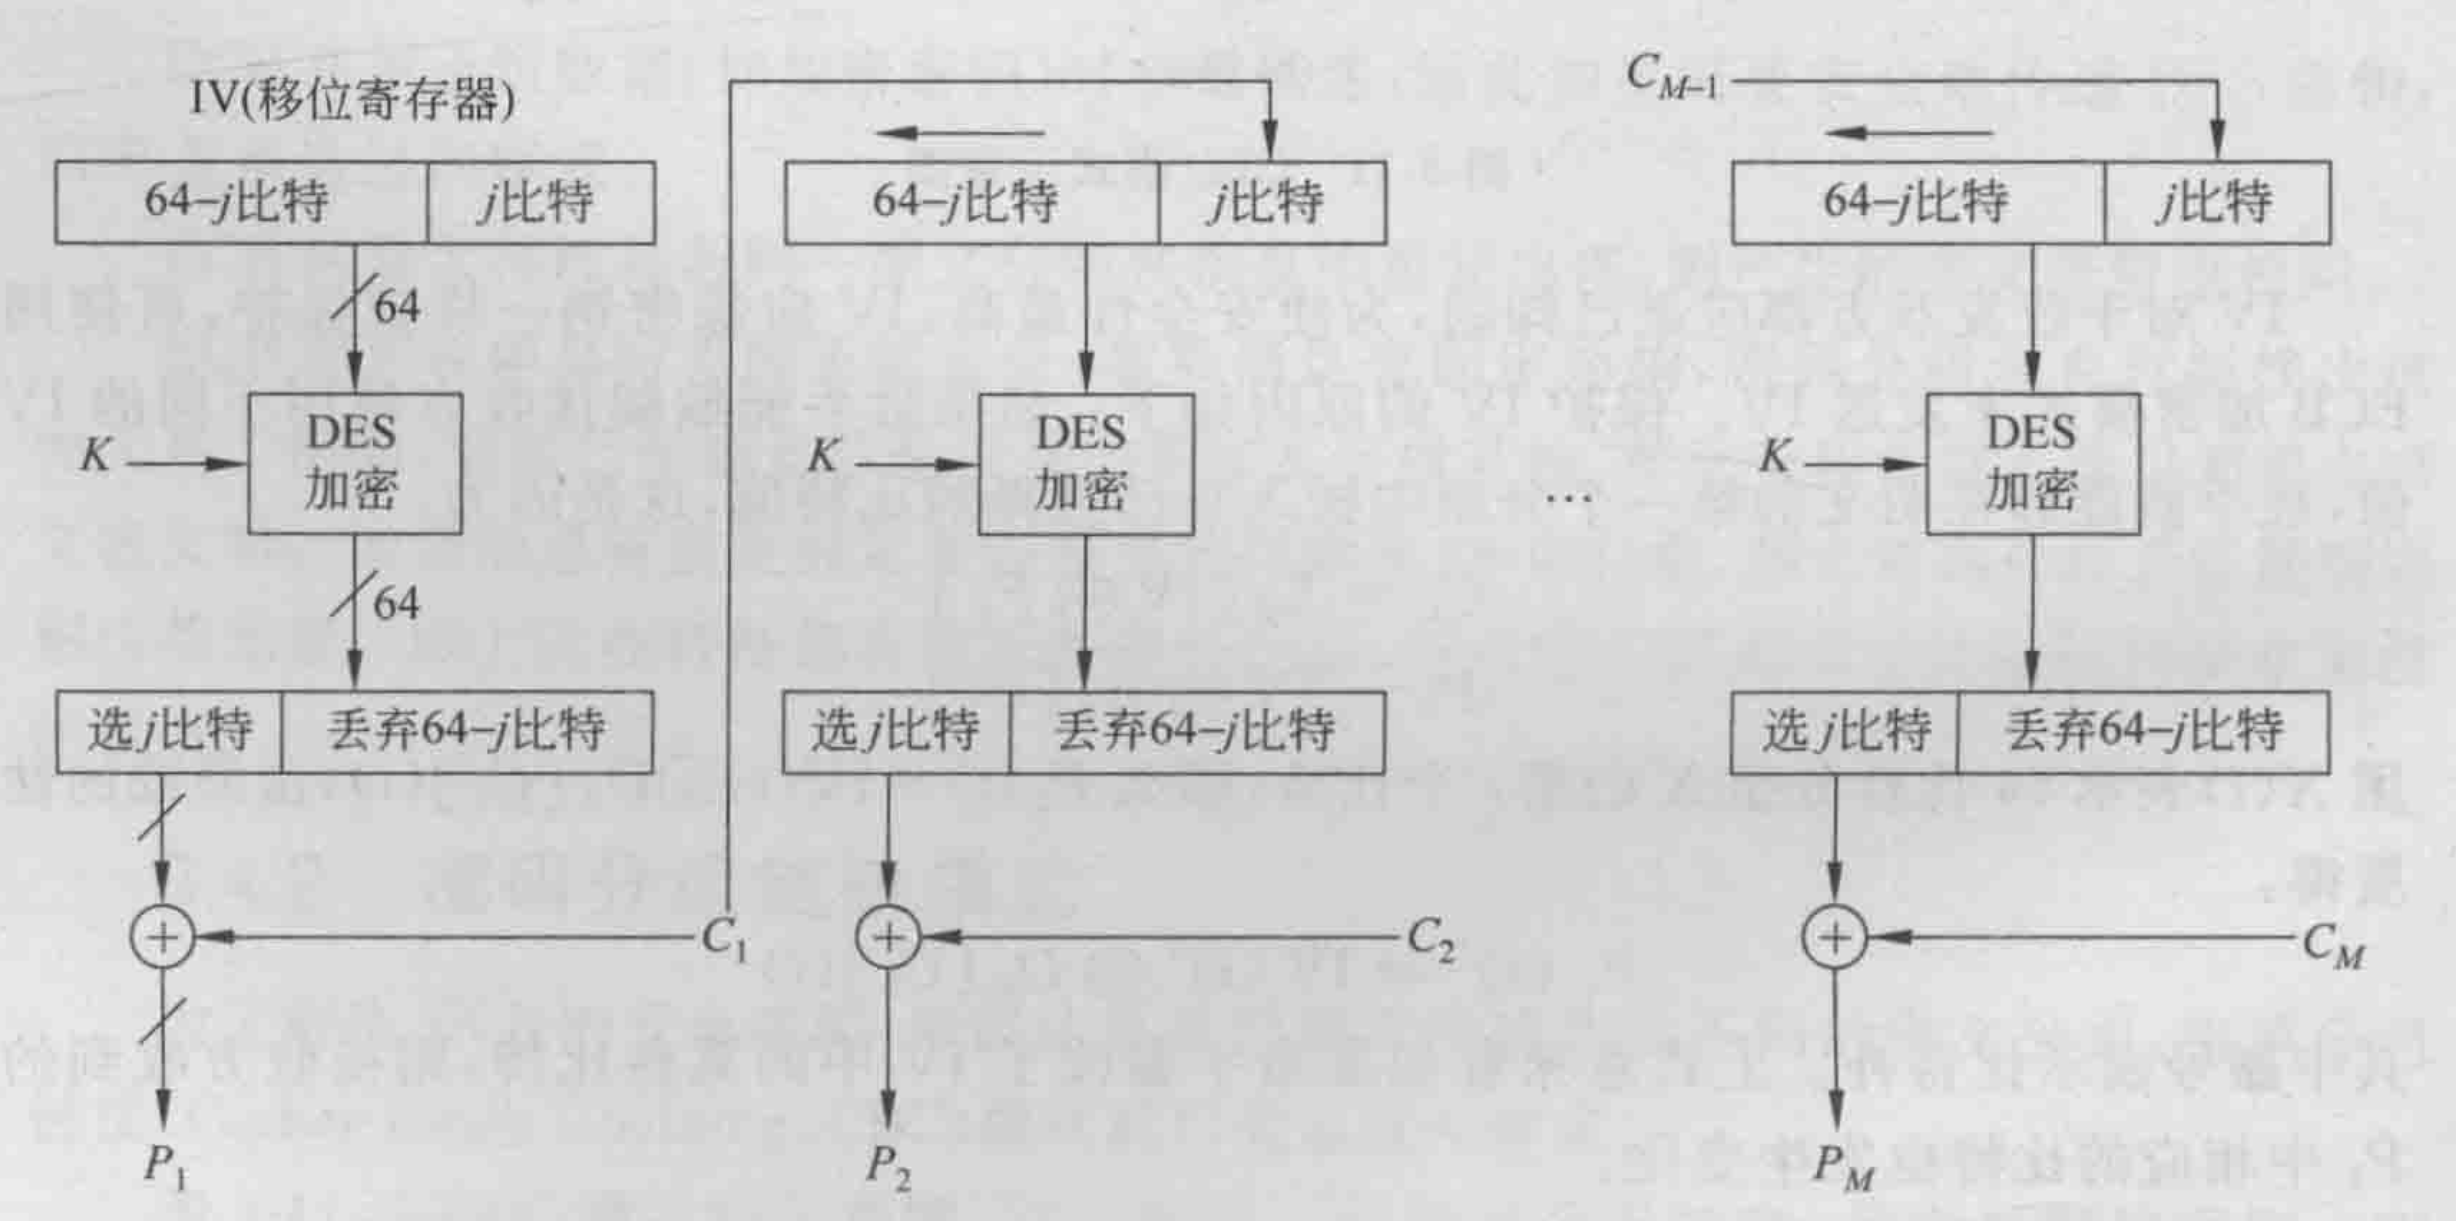 IV(移位寄存器)
C_{M-1}
64–j比特 j比特
64–j比特 j比特
64–j比特 j比特
64
K
DES
加密
K
DES
加密
...
K
DES
加密
64
选j比特 丢弃64–j比特
选j比特 丢弃64–j比特
选j比特 丢弃64–j比特
+
C_1
+
C_2
+
C_M
P_1
P_2
P_M